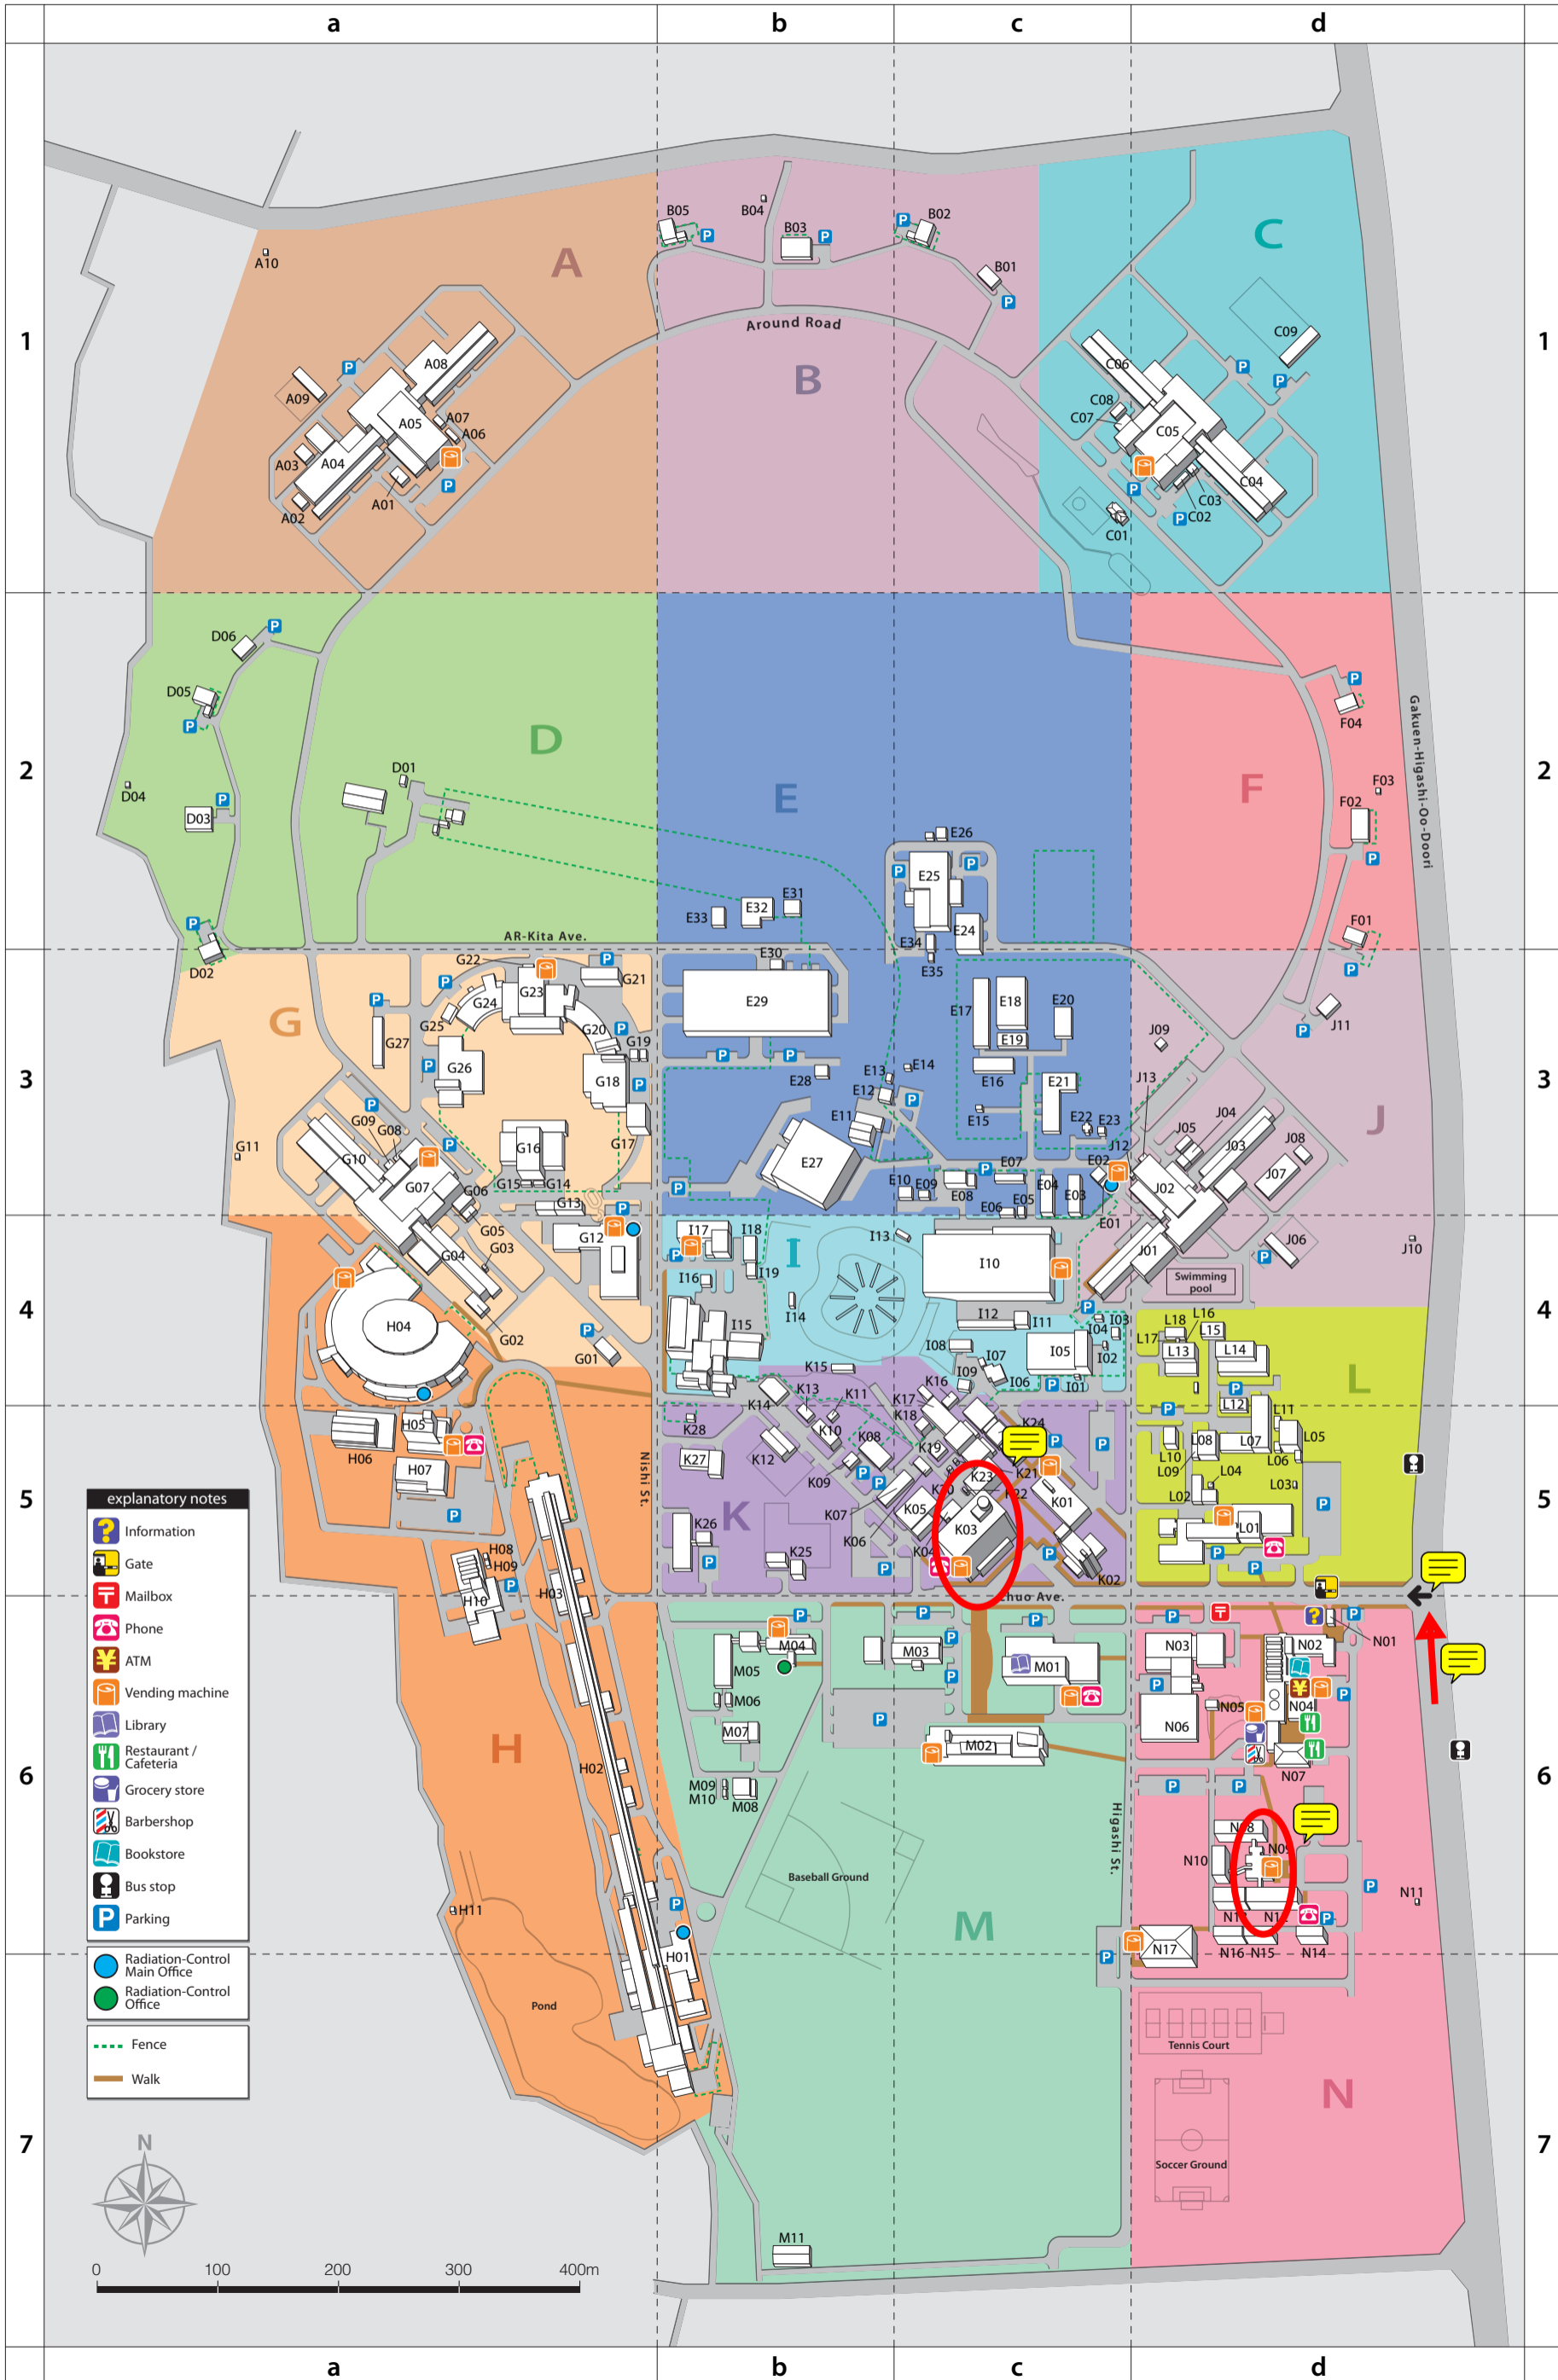 a
b
c
d
1
2
3
4
5
6
7
1
2
3
4
5
6
7
A
A10
A09
A08
A07
A06
A05
A04
A03
A02
A01
B
B05
B04
B03
B02
B01
Around Road
C
C09
C08
C07
C06
C05
C04
C03
C02
C01
D
D06
D05
D04
D03
D02
D01
AR-Kita Ave.
E
E26
E25
E24
E31
E32
E33
E34
E35
E30
E29
E28
E27
E17
E18
E19
E20
E16
E15
E14
E13
E12
E11
E21
E22
E23
E10
E09
E08
E07
E06
E05
E04
E03
E02
E01
F
F04
F03
F02
F01
Gakuen-Higashi-Oo-Doori
G
G22
G23
G24
G25
G26
G27
G21
G20
G19
G18
G17
G16
G15
G14
G13
G12
G11
G10
G09
G08
G07
G06
G05
G04
G03
G02
G01
J
J11
J09
J13
J12
J05
J04
J03
J08
J07
J02
J01
J06
J10
Swimming
pool
I
I17
I18
I19
I16
I15
I14
I13
I10
I12
I11
I08
I07
I09
I06
I05
I04
I03
I02
I01
H
H04
H05
H06
H07
H08
H09
H10
H03
H02
H11
H01
Pond
Nishi St.
K
K15
K14
K13
K11
K10
K12
K28
K27
K26
K25
K09
K08
K07
K06
K05
K04
K03
K16
K17
K18
K19
K20
K21
K22
K23
K24
K01
K02
L
L18
L17
L16
L15
L14
L13
L12
L11
L10
L09
L08
L07
L06
L05
L04
L03
L02
L01
chuo Ave.
M
M04
M05
M06
M07
M09
M10
M08
M03
M01
M02
M11
Baseball Ground
Higashi St.
N
N01
N02
N03
N04
N05
N06
N07
N08
N09
N10
N11
N14
N15
N16
N17
Tennis Court
Soccer Ground
explanatory notes
Information
Gate
Mailbox
Phone
ATM
Vending machine
Library
Restaurant /
Cafeteria
Grocery store
Barbershop
Bookstore
Bus stop
P Parking
Radiation-Control
Main Office
Radiation-Control
Office
Fence
Walk
N
0 100 200 300 400m
a
b
c
d